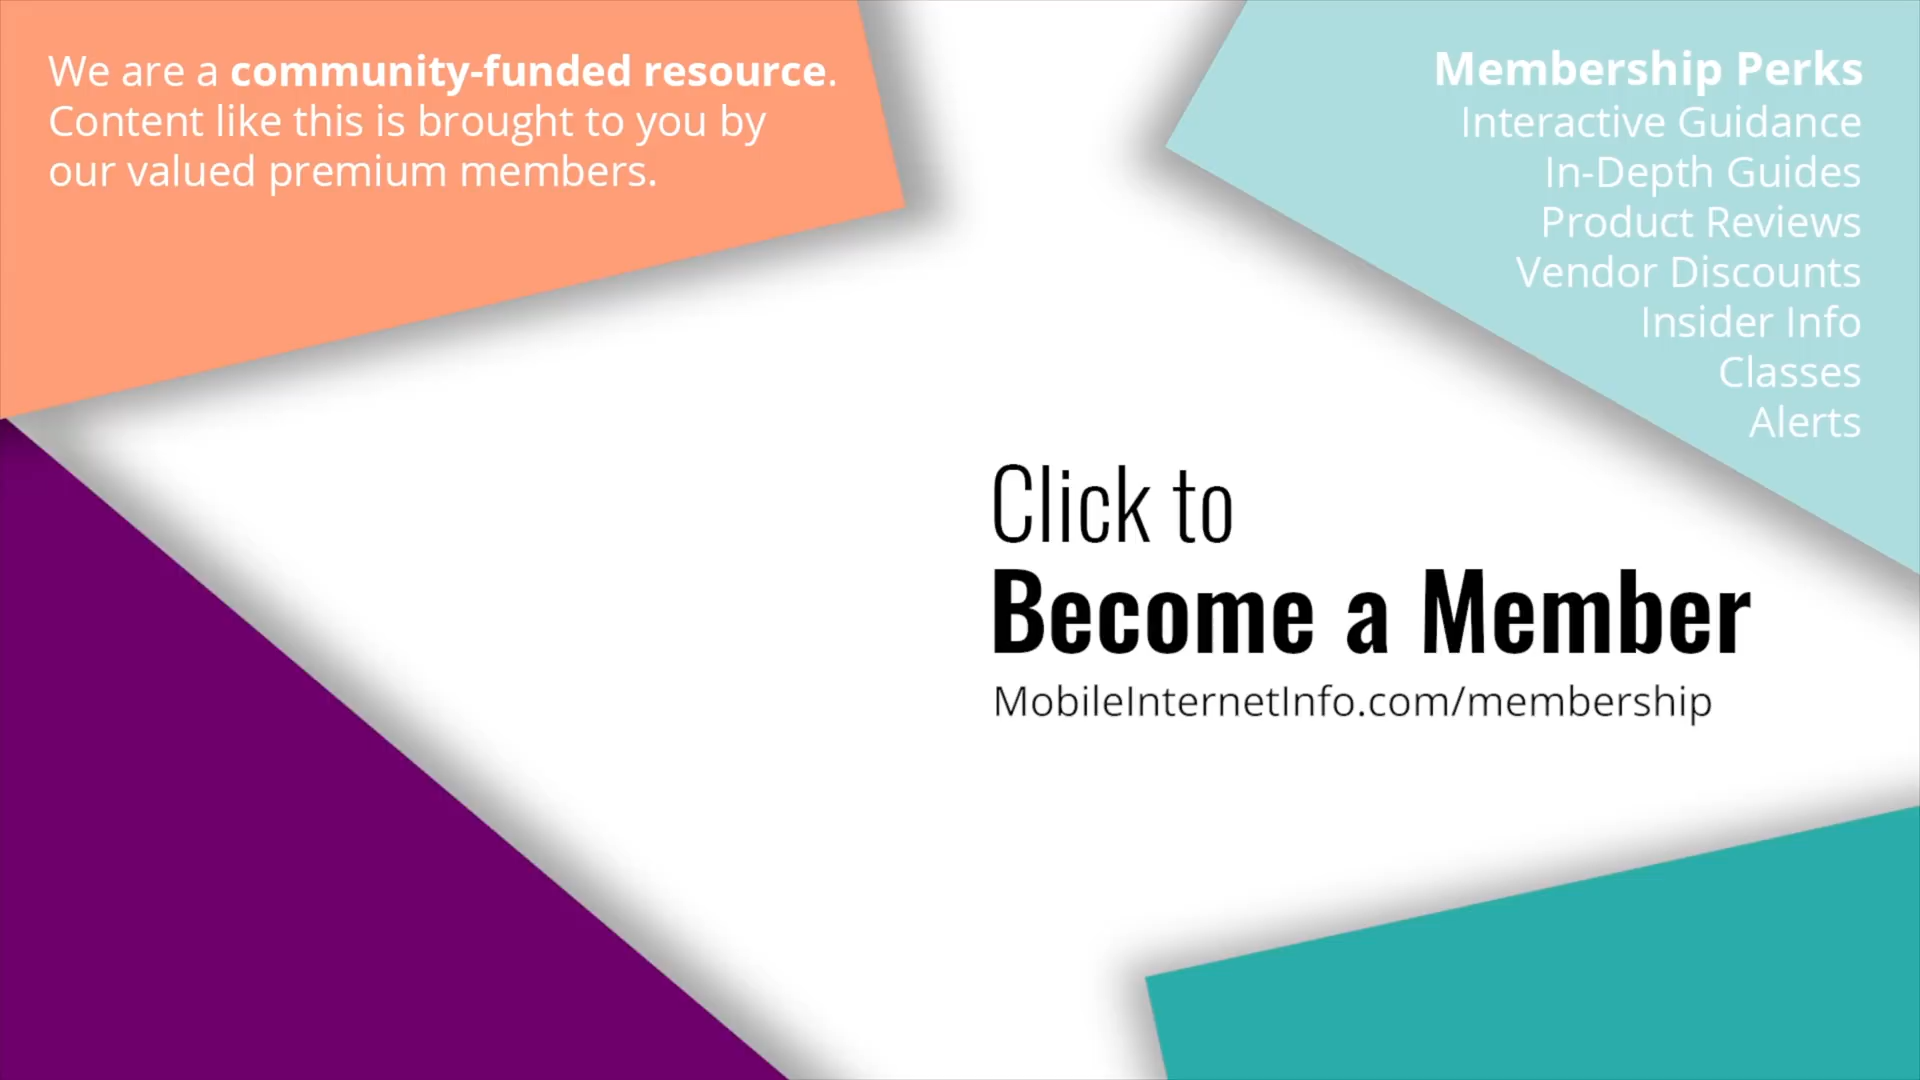 We are a community-funded resource.
Content like this is brought to you by
our valued premium members.
Membership Perks
Interactive Guidance
In-Depth Guides
Product Reviews
Vendor Discounts
Insider Info
Classes
Alerts
Click to
Become a Member
MobileInternetInfo.com/membership